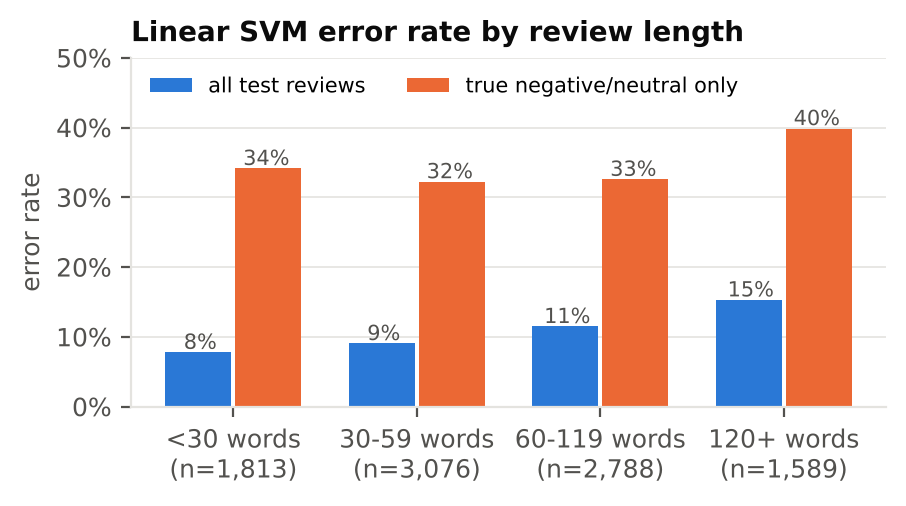 Linear SVM error rate by review length
50%
all test reviews
true negative/neutral only
40%
30%
20%
10%
0%
error rate
8%
34%
9%
32%
11%
33%
15%
40%
<30 words
(n=1,813)
30-59 words
(n=3,076)
60-119 words
(n=2,788)
120+ words
(n=1,589)